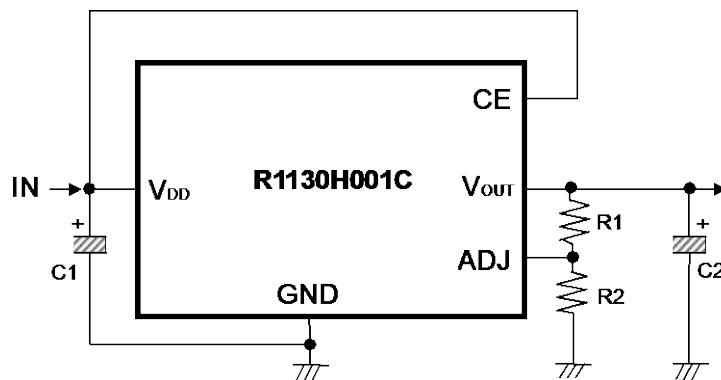 CE
R1130H001C
IN
VDD
VOUT
R1
+
C1
+
C2
ADJ
R2
GND